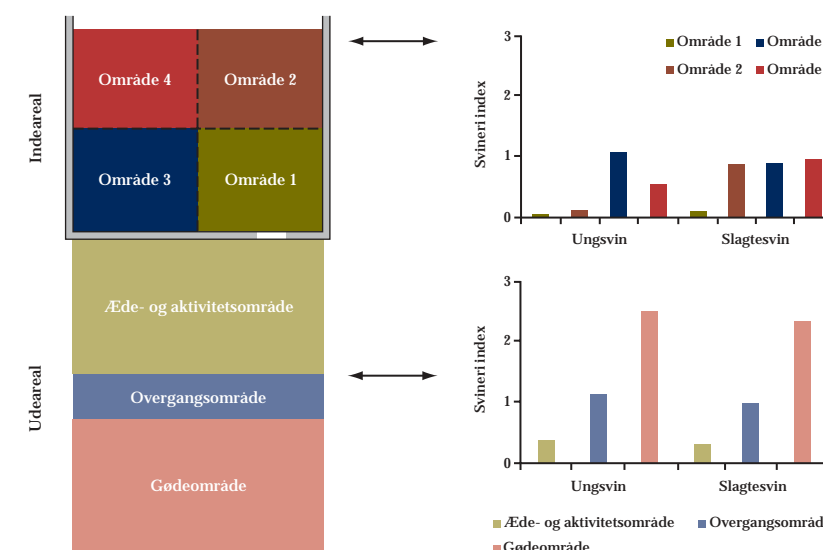 Område 4
Område 2
Område 3
Område 1
Indeareal
Æde- og aktivitetsområde
Overgangsområde
Gødeområde
Udeareal
3
2
1
0
Svineri index
Område 1
Område
Område 2
Område
Ungsvin
Slagtesvin
3
2
1
0
Svineri index
Ungsvin
Slagtesvin
Æde- og aktivitetsområde
Overgangsområd
Gødeområde